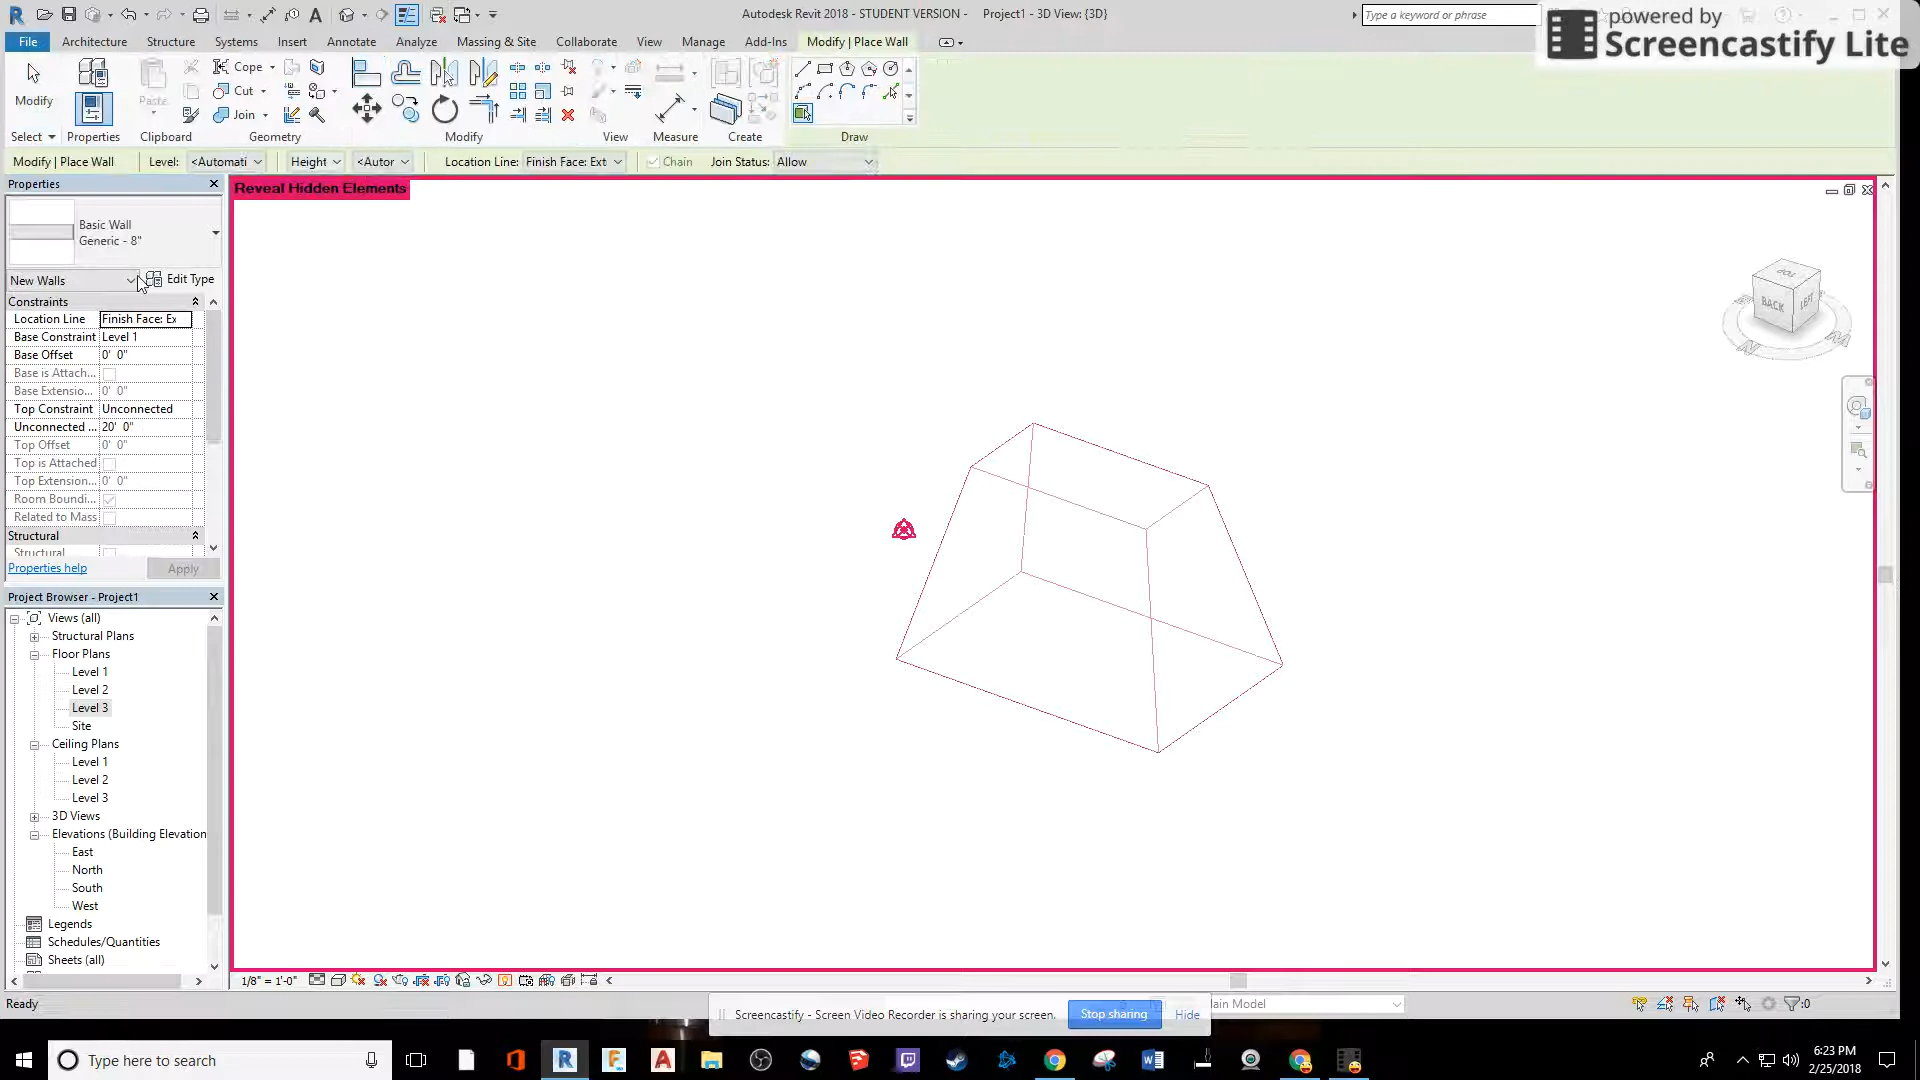 Autodesk Revit 2018 - STUDENT VERSION - Project1 - 3D View: {3D}
Type a keyword or phrase
powered by
Screencastify Lite
File Architecture Structure Systems Insert Annotate Analyze Massing & Site Collaborate View Manage Add-Ins Modify | Place Wall
Modify
Paste
Cope
Cut
Join
Select Properties Clipboard Geometry Modify View Measure Create Draw
Modify | Place Wall Level: <Automati Height <Autor Location Line: Finish Face: Ext Chain Join Status: Allow
Properties
Reveal Hidden Elements
Basic Wall
Generic - 8"
New Walls Edit Type
Constraints
Location Line Finish Face: Ex
Base Constraint Level 1
Base Offset 0' 0"
Base is Attach...
Base Extensio... 0' 0"
Top Constraint Unconnected
Unconnected ... 20' 0"
Top Offset 0' 0"
Top is Attached
Top Extension... 0' 0"
Room Boundi...
Related to Mass
Structural
Structural
Properties help Apply
TOP
BACK LEFT
N
Project Browser - Project1
Views (all)
Structural Plans
Floor Plans
Level 1
Level 2
Level 3
Site
Ceiling Plans
Level 1
Level 2
Level 3
3D Views
Elevations (Building Elevation
East
North
South
West
Legends
Schedules/Quantities
Sheets (all)
1/8" = 1'-0"
Ready
Main Model
:0
Screencastify - Screen Video Recorder is sharing your screen. Stop sharing Hide
Type here to search
6:23 PM
2/25/2018